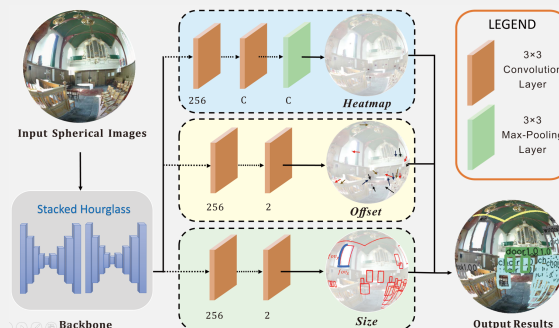 Input Spherical Images
Stacked Hourglass
Backbone
256
C
C
Heatmap
256
2
Offset
256
2
Size
LEGEND
3×3
Convolution
Layer
3×3
Max-Pooling
Layer
Output Results